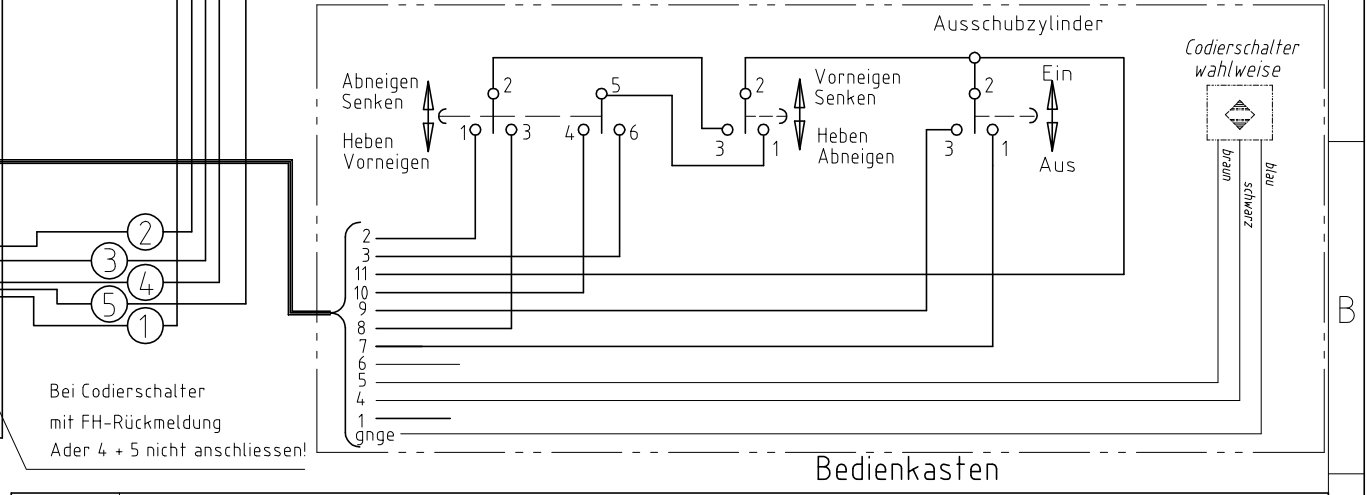 Ausschubzylinder
Codierschalter
wahlweise
Abneigen
Senken
Heben
Vorneigen
2
1
3
5
4
6
2
3
1
Vorneigen
Senken
Heben
Abneigen
2
3
1
Ein
Aus
braun
schwarz
blau
2
3
4
5
1
2
3
11
10
9
8
7
6
5
4
1
gnge
B
Bei Codierschalter
mit FH-Rückmeldung
Ader 4 + 5 nicht anschliessen!
Bedienkasten